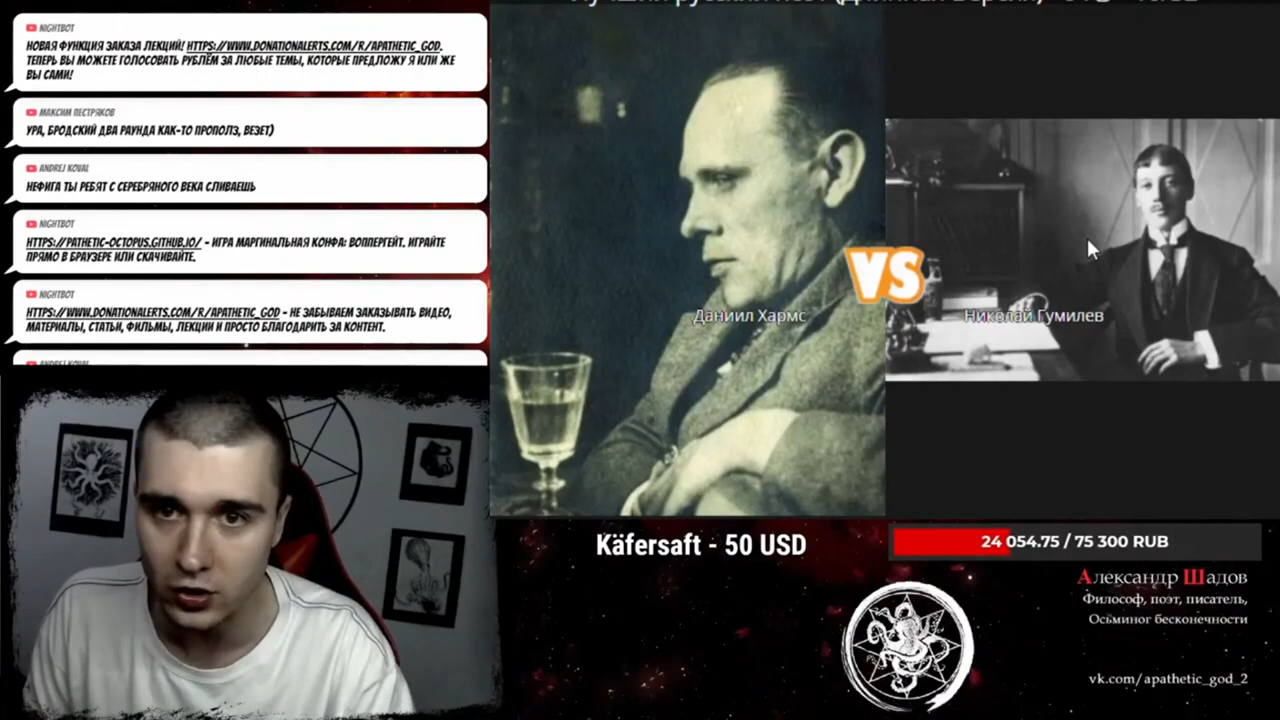 NIGHTBOT
НОВАЯ ФУНКЦИЯ ЗАКАЗА ЛЕКЦИЙ! HTTPS://WWW.DONATIONALERTS.COM/R/APATHETIC_GOD.
ТЕПЕРЬ ВЫ МОЖЕТЕ ГОЛОСОВАТЬ РУБЛЁМ ЗА ЛЮБЫЕ ТЕМЫ, КОТОРЫЕ ПРЕДЛОЖУ Я ИЛИ ЖЕ
ВЫ САМИ!
МАКСИМ ПЕСТРЯКОВ
УРА, БРОДСКИЙ ДВА РАУНДА КАК-ТО ПРОПОЛЗ, ВЕЗЕТ)
ANDREJ KOVAL
НЕФИГА ТЫ РЕБЯТ С СЕРЕБРЯНОГО ВЕКА СЛИВАЕШЬ
NIGHTBOT
HTTPS://PATHETIC-OCTOPUS.GITHUB.IO/ - ИГРА МАРГИНАЛЬНАЯ КОНФА: ВОППЕРГЕЙТ. ИГРАЙТЕ
ПРЯМО В БРАУЗЕРЕ ИЛИ СКАЧИВАЙТЕ.
NIGHTBOT
HTTPS://WWW.DONATIONALERTS.COM/R/APATHETIC_GOD - НЕ ЗАБЫВАЕМ ЗАКАЗЫВАТЬ ВИДЕО,
МАТЕРИАЛЫ, СТАТЬИ, ФИЛЬМЫ, ЛЕКЦИИ И ПРОСТО БЛАГОДАРИТЬ ЗА КОНТЕНТ.
ANDREJ KOVAL
VS
Даниил Хармс
Николай Гумилев
Käfersaft - 50 USD
24 054.75 / 75 300 RUB
Александр Шадов
Философ, поэт, писатель,
Осьминог бесконечности
vk.com/apathetic_god_2